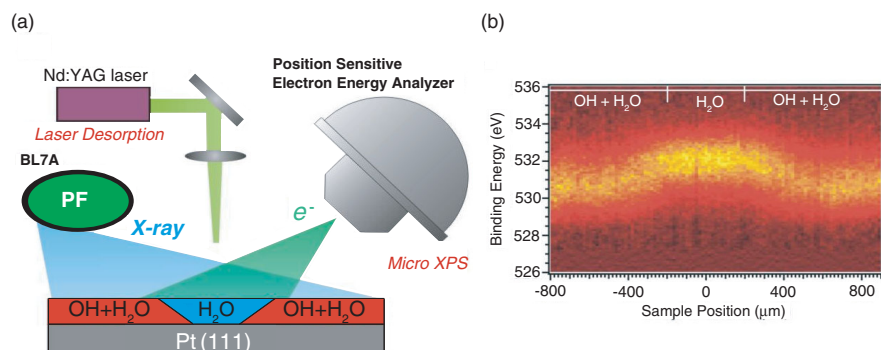 (a)
Nd:YAG laser
Laser Desorption
Position Sensitive
Electron Energy Analyzer
BL7A
PF
X-ray
e⁻
Micro XPS
OH+H₂O
H₂O
OH+H₂O
Pt (111)
(b)
Binding Energy (eV)
536
534
532
530
528
526
OH + H₂O
H₂O
OH + H₂O
-800
-400
0
400
800
Sample Position (μm)